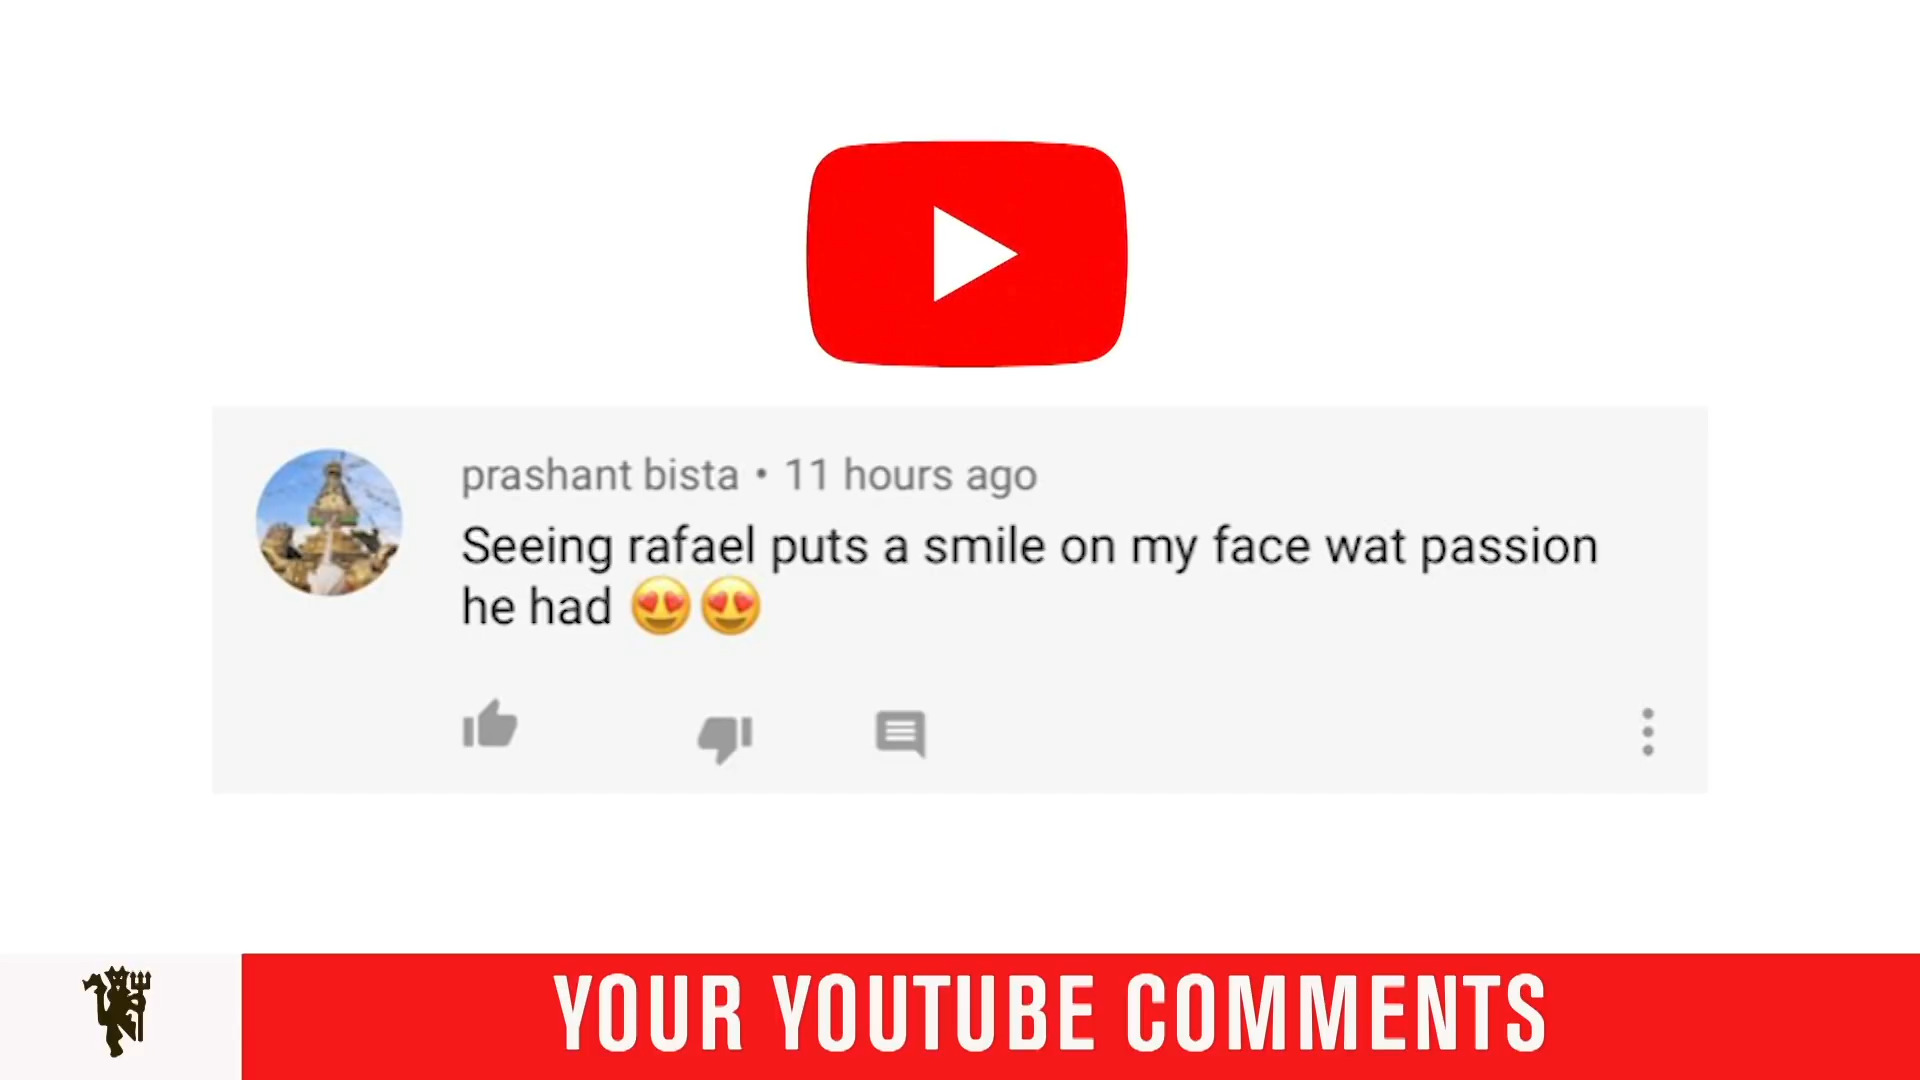 prashant bista • 11 hours ago
Seeing rafael puts a smile on my face wat passion
he had 😍😍
YOUR YOUTUBE COMMENTS